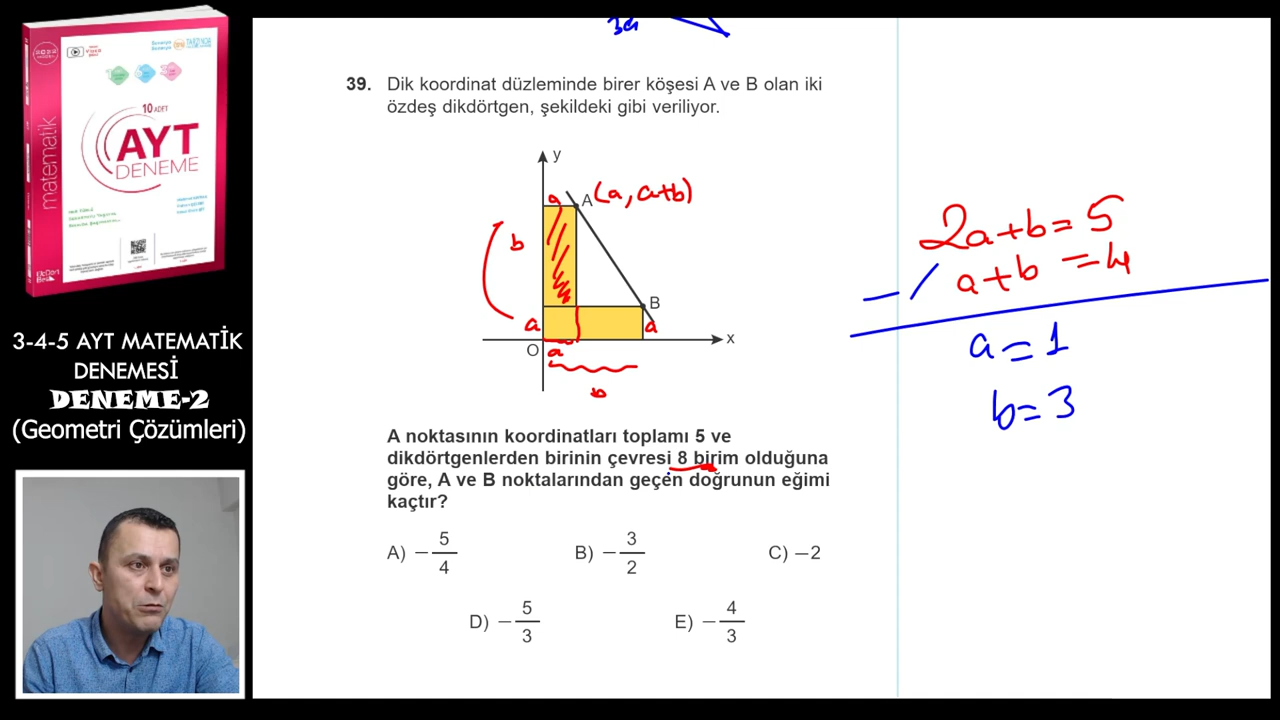 3a
39. Dik koordinat düzleminde birer köşesi A ve B olan iki
özdeş dikdörtgen, şekildeki gibi veriliyor.
y
a
A (a, a+b)
b
B
a
a
O
a
x
b
A noktasının koordinatları toplamı 5 ve
dikdörtgenlerden birinin çevresi 8 birim olduğuna
göre, A ve B noktalarından geçen doğrunun eğimi
kaçtır?
A) −5/4
B) −3/2
C) −2
D) −5/3
E) −4/3
2a+b=5
− / a+b =4
a=1
b=3
2022
matematik
VIDEO
10 ADET
AYT
DENEME
3-4-5 AYT MATEMATİK
DENEMESİ
DENEME-2
(Geometri Çözümleri)